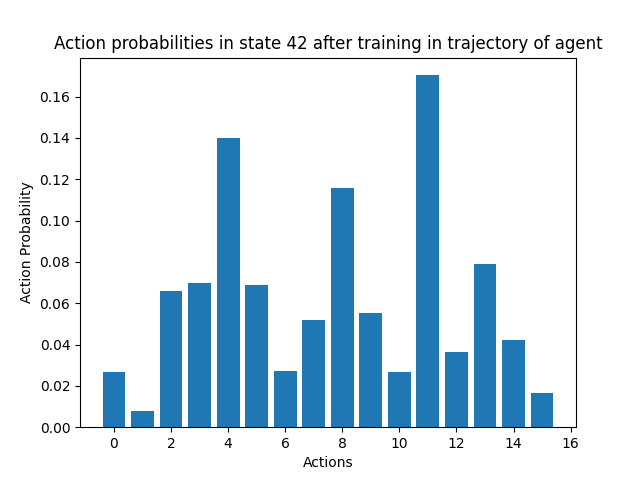 Action probabilities in state 42 after training in trajectory of agent
Action Probability
0.16
0.14
0.12
0.10
0.08
0.06
0.04
0.02
0.00
0 2 4 6 8 10 12 14 16
Actions